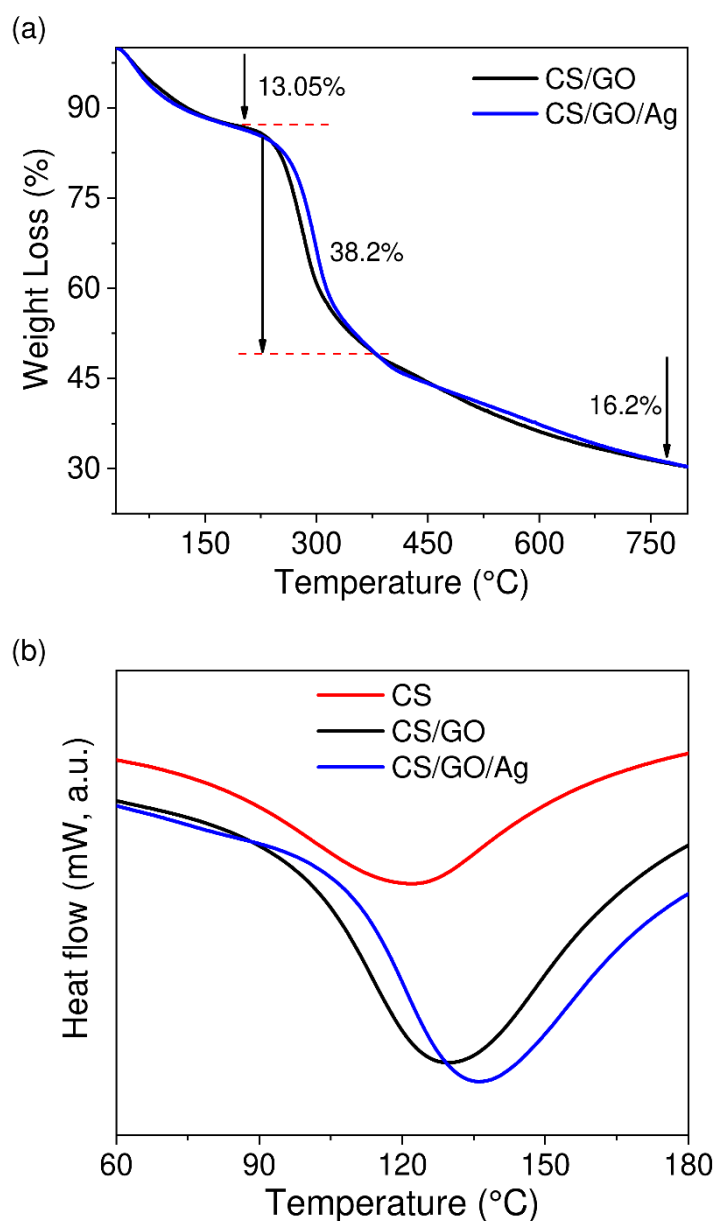 (a)
13.05%
CS/GO
CS/GO/Ag
38.2%
16.2%
90
75
60
45
30
Weight Loss (%)
150 300 450 600 750
Temperature (°C)
(b)
CS
CS/GO
CS/GO/Ag
Heat flow (mW, a.u.)
60 90 120 150 180
Temperature (°C)